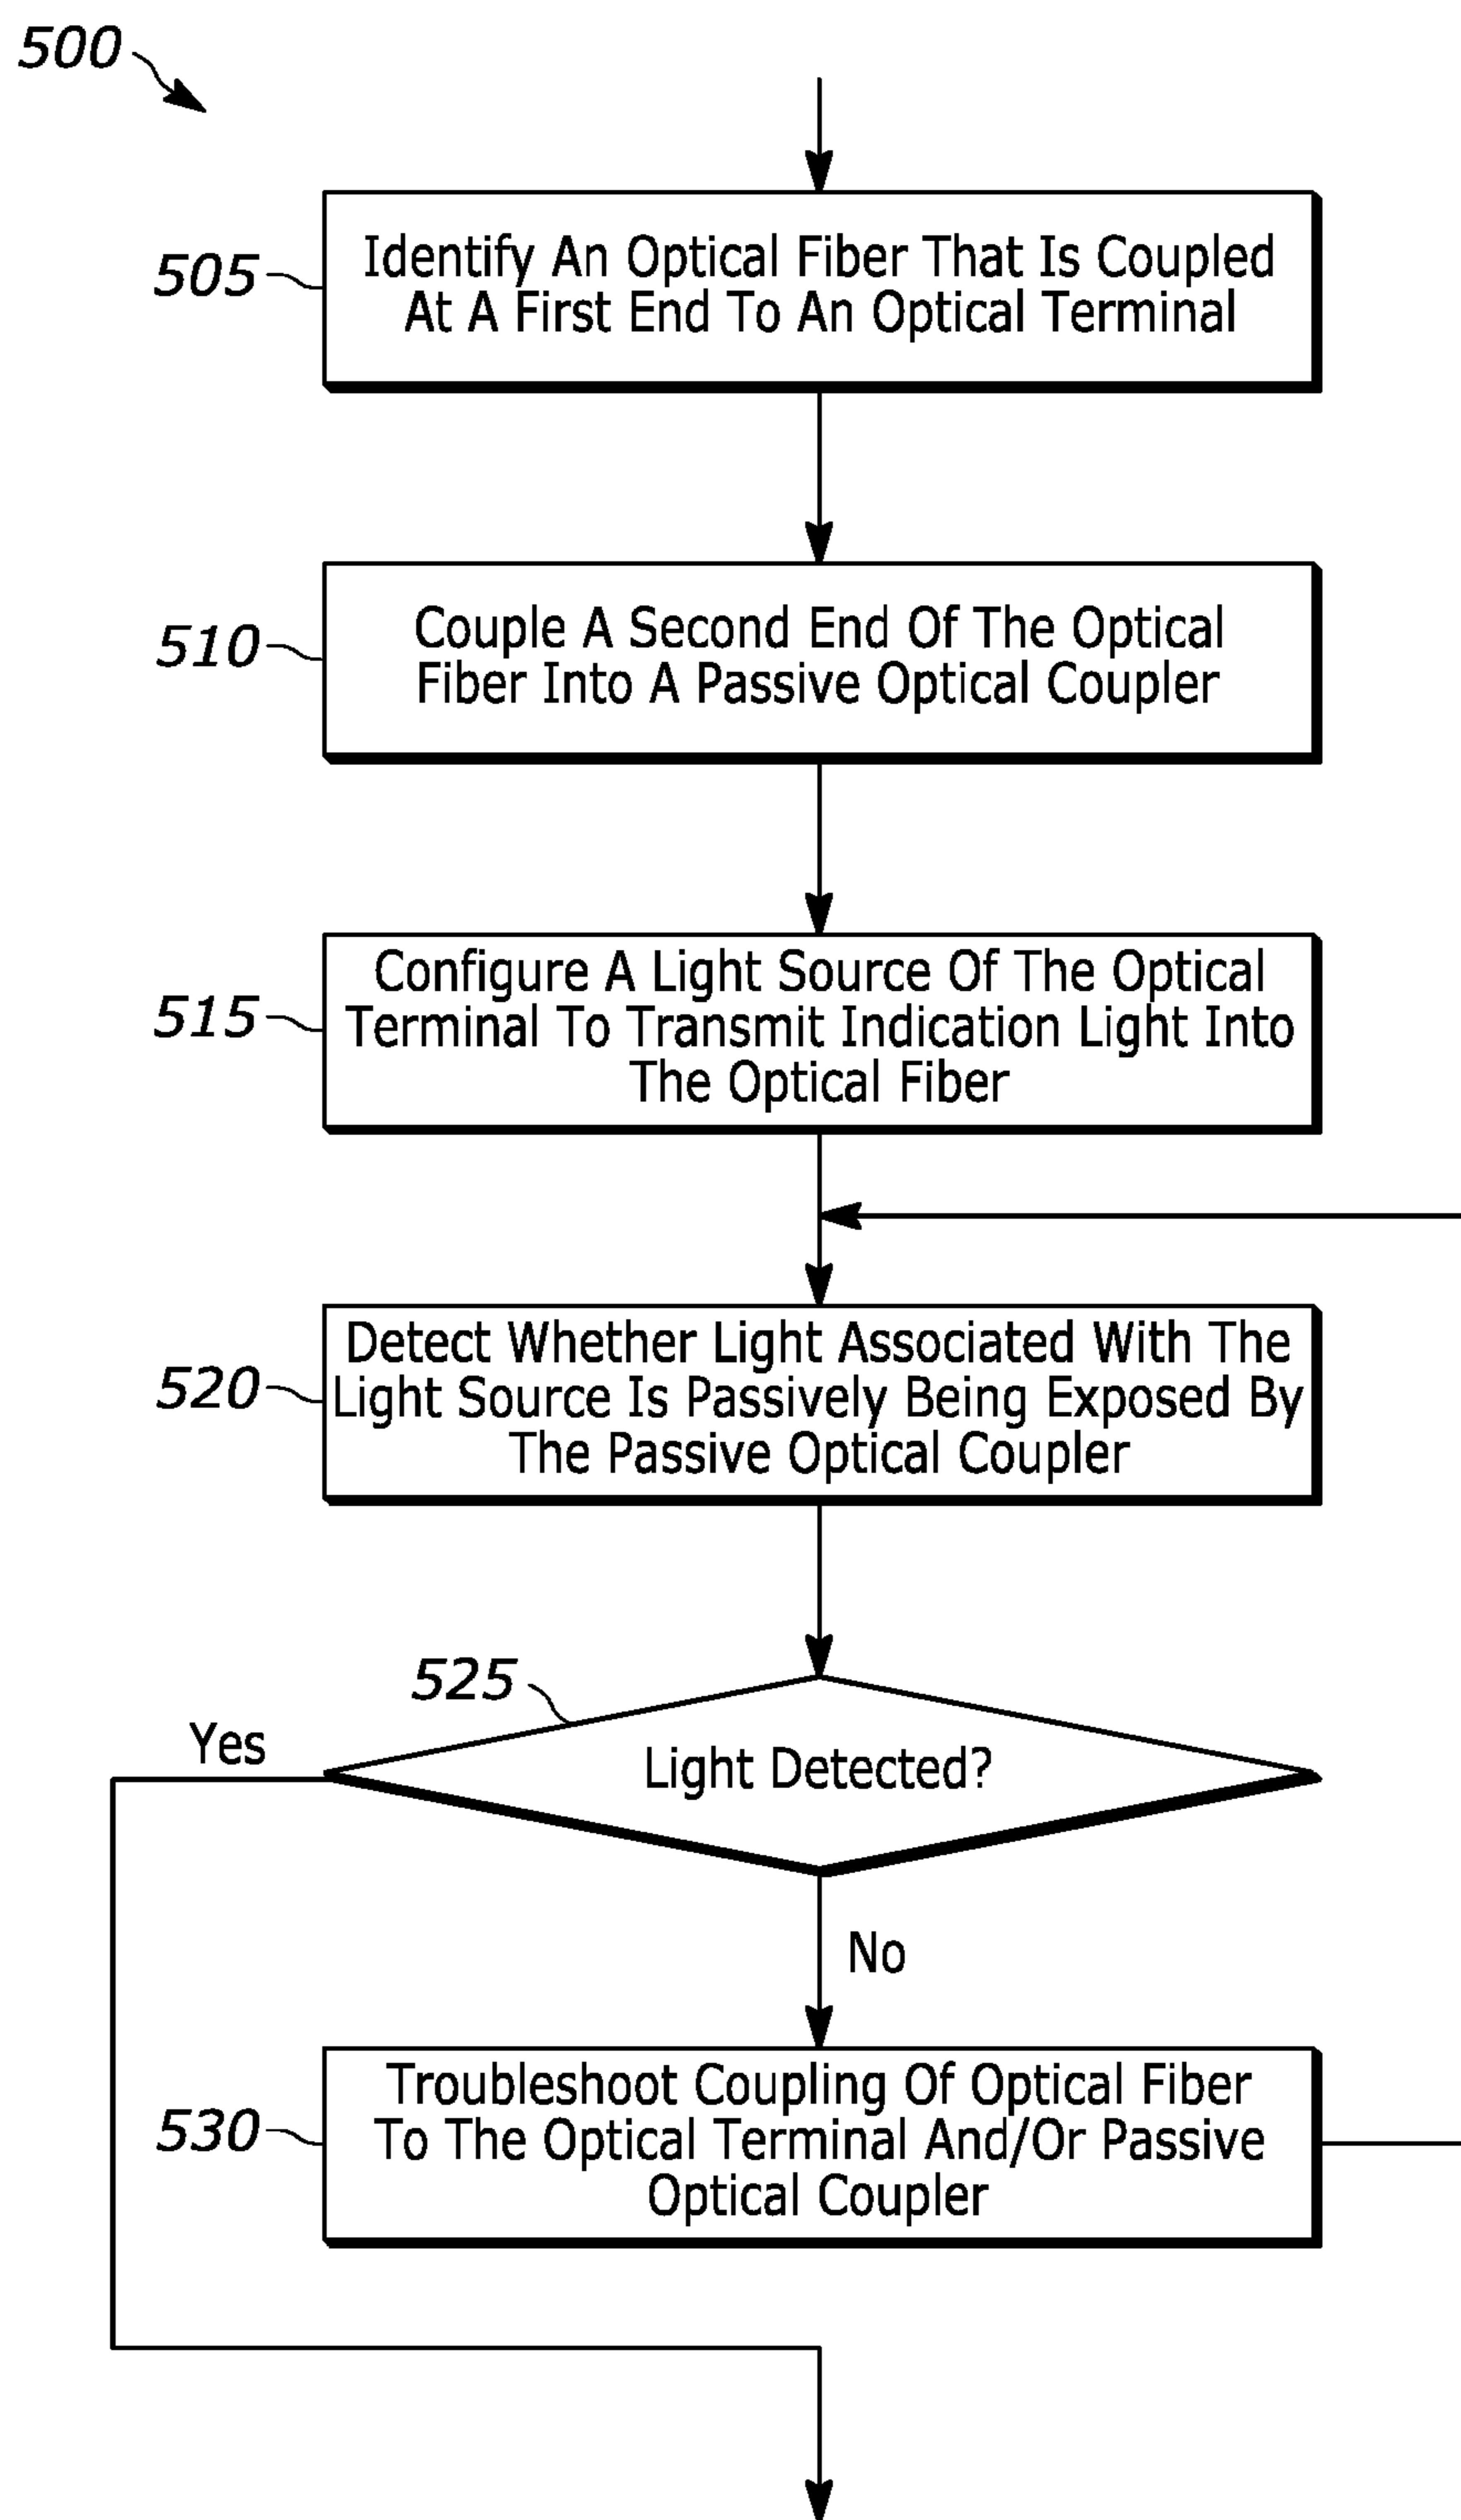 500
505
Identify An Optical Fiber That Is Coupled
At A First End To An Optical Terminal
510
Couple A Second End Of The Optical
Fiber Into A Passive Optical Coupler
515
Configure A Light Source Of The Optical
Terminal To Transmit Indication Light Into
The Optical Fiber
520
Detect Whether Light Associated With The
Light Source Is Passively Being Exposed By
The Passive Optical Coupler
525
Yes
Light Detected?
No
530
Troubleshoot Coupling Of Optical Fiber
To The Optical Terminal And/Or Passive
Optical Coupler